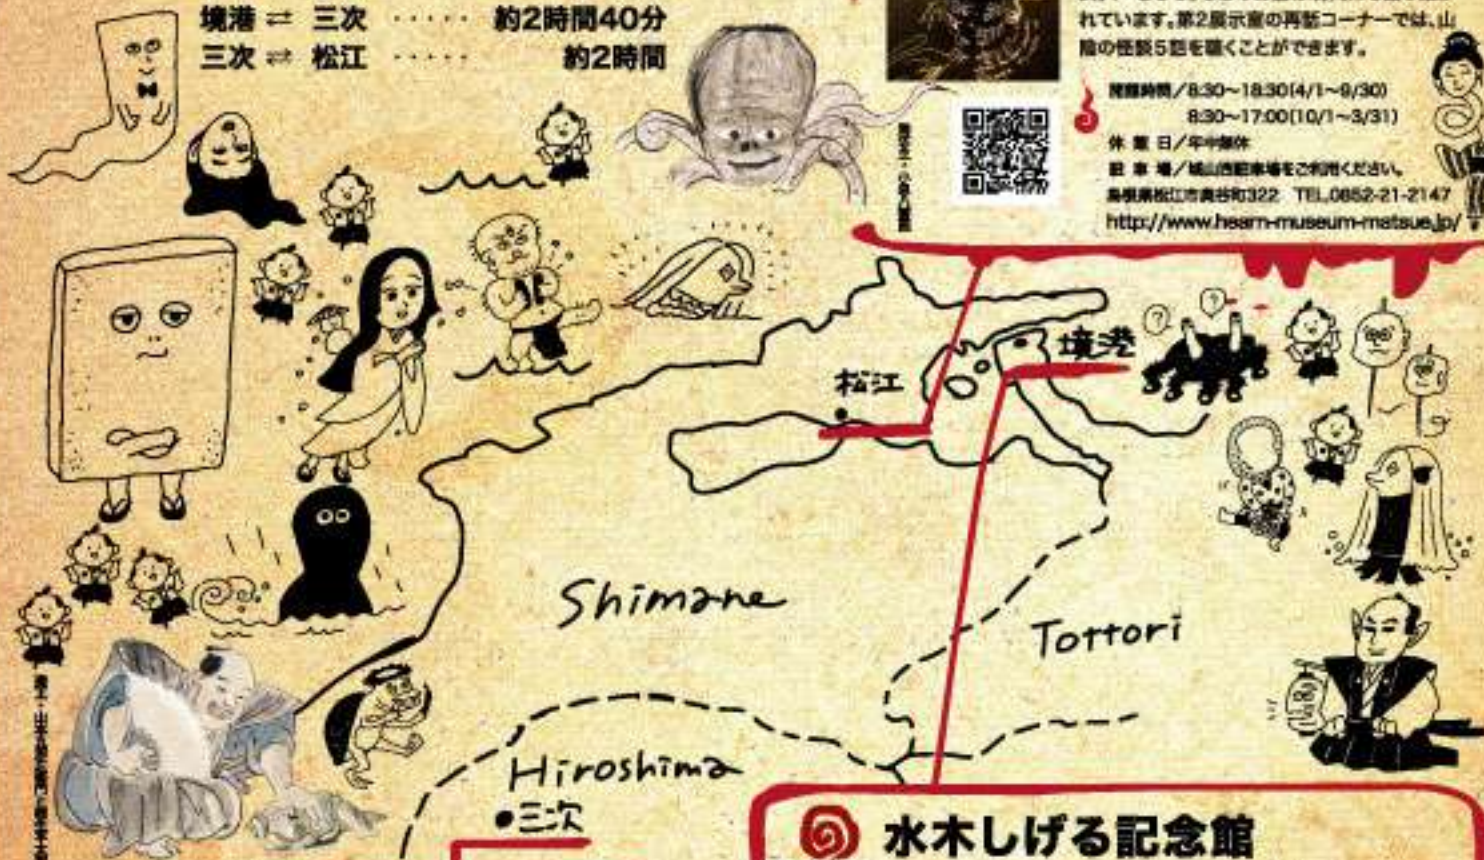 境港 ⇄ 三次 ‥‥‥ 約2時間40分
三次 ⇄ 松江 ‥‥‥ 約2時間
れています。第2展示室の再話コーナーでは、山
陰の怪談5話を聴くことができます。
開館時間／8:30～18:30(4/1～9/30)
8:30～17:00(10/1～3/31)
休 館 日／年中無休
駐 車 場／城山西駐車場をご利用ください。
島根県松江市奥谷町322 TEL.0852-21-2147
http://www.hearn-museum-matsue.jp/
境港
?
?
松江
Shimane
Tottori
Hiroshima
●三次
水木しげる記念館